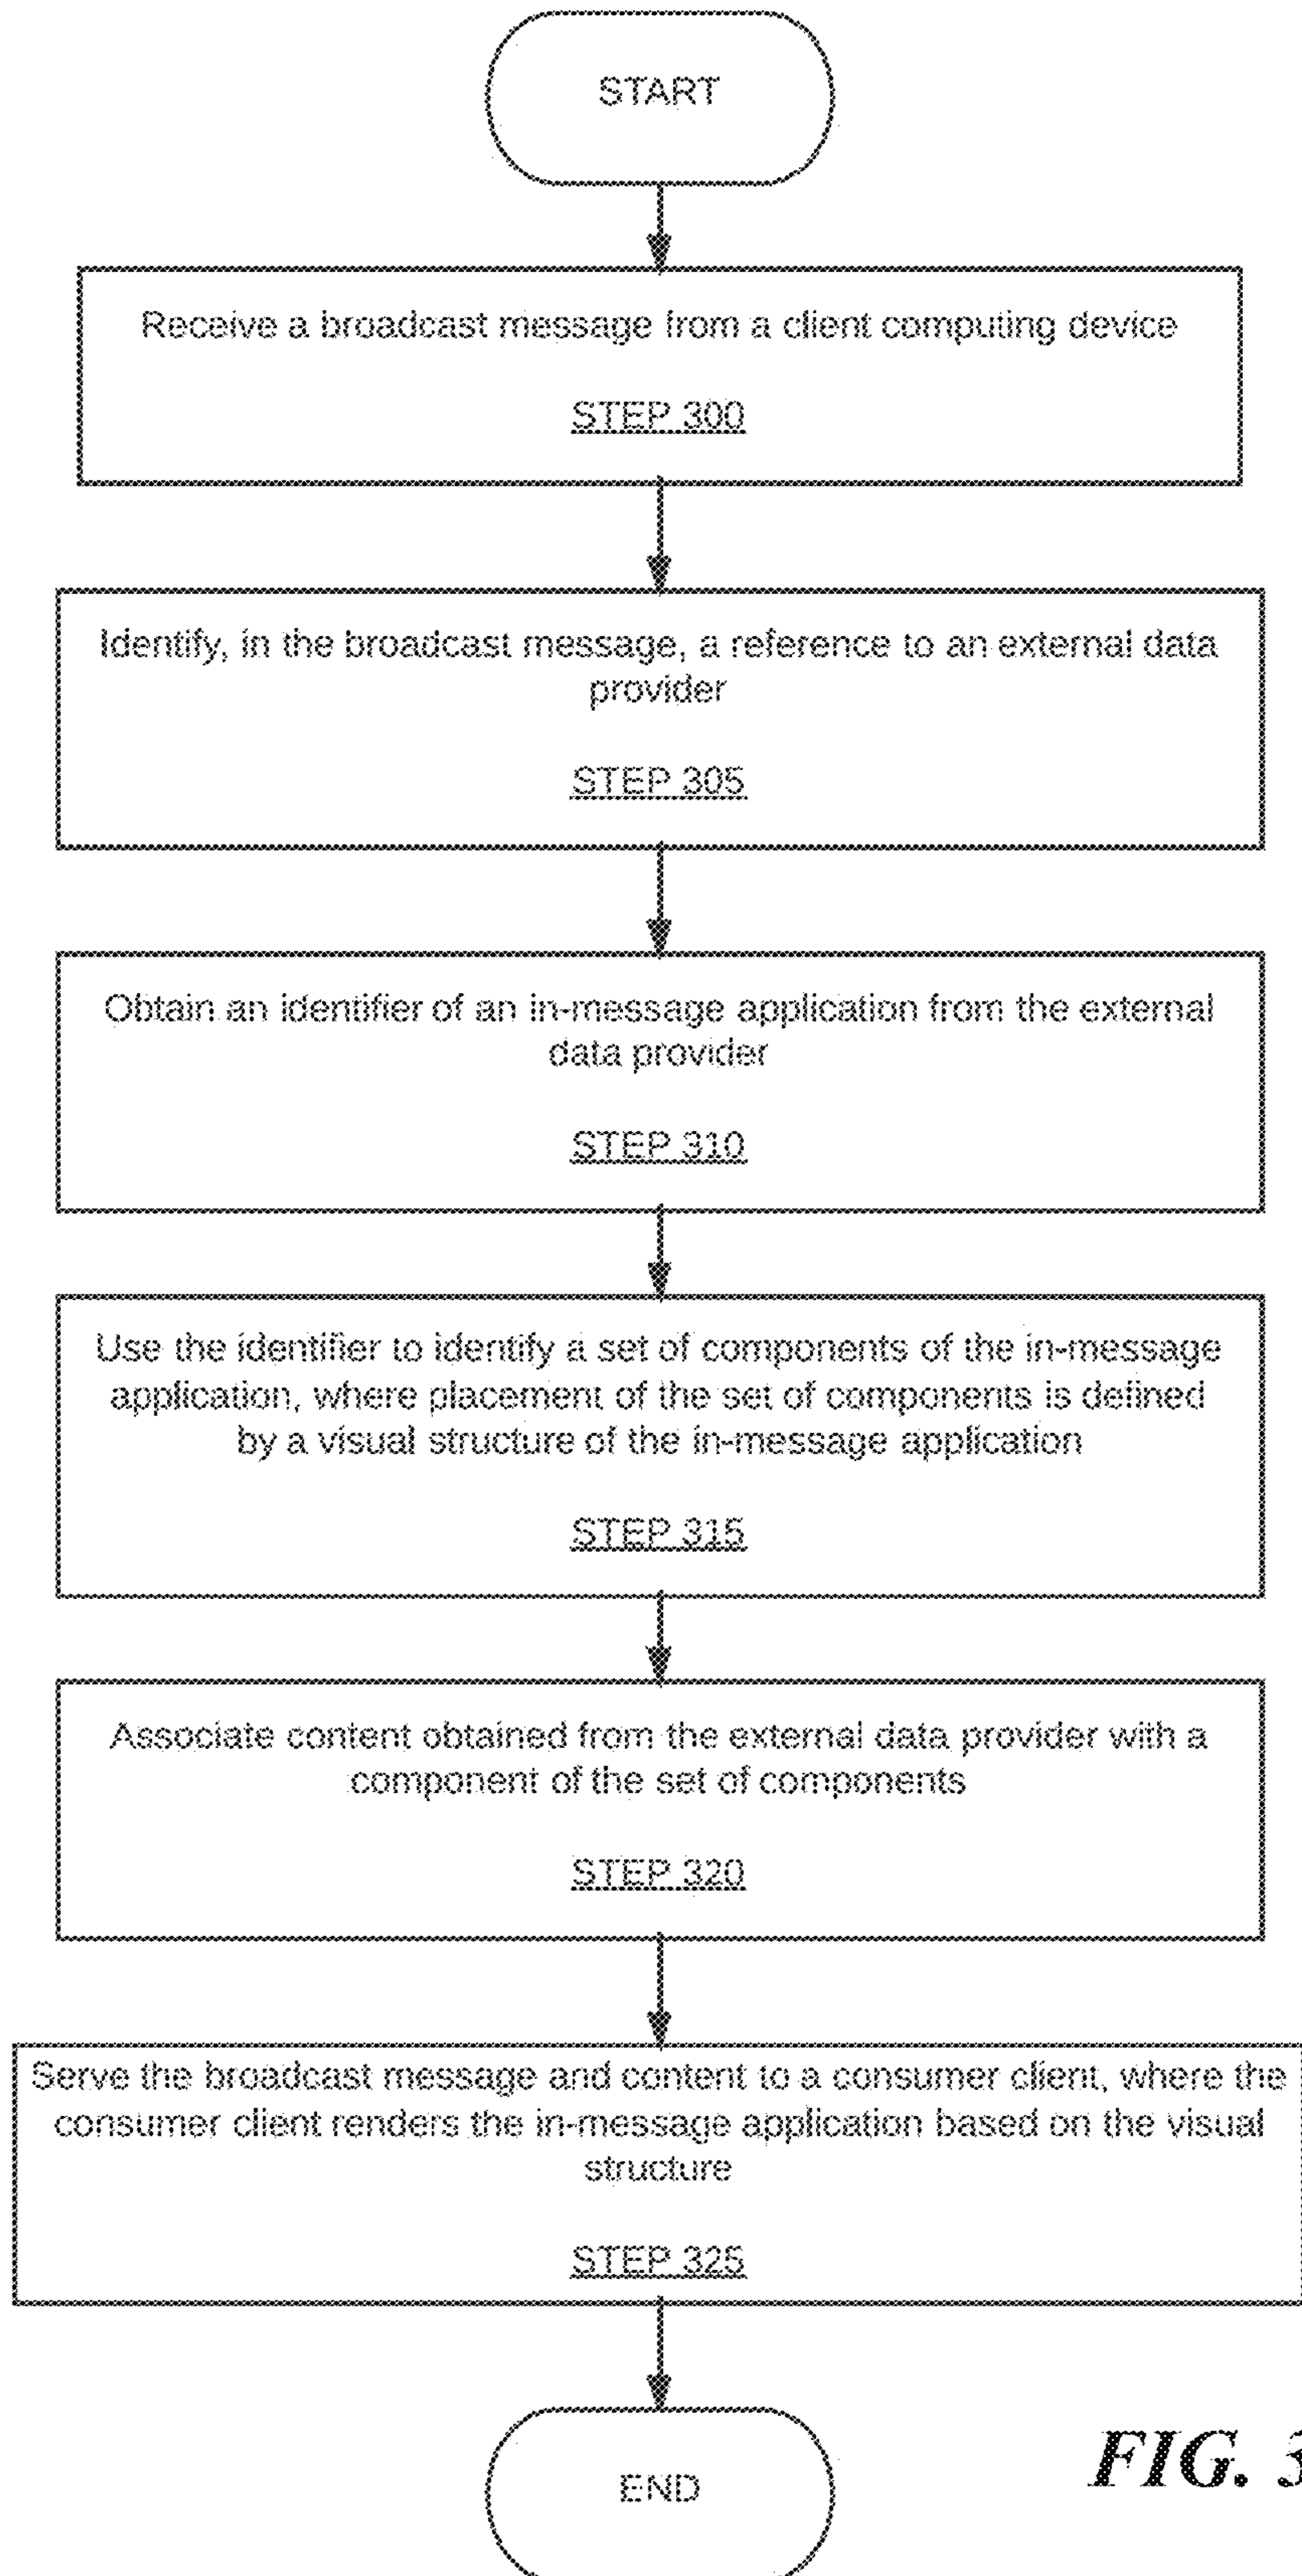 START
Receive a broadcast message from a client computing device
STEP 300
Identify, in the broadcast message, a reference to an external data
provider
STEP 305
Obtain an identifier of an in-message application from the external
data provider
STEP 310
Use the identifier to identify a set of components of the in-message
application, where placement of the set of components is defined
by a visual structure of the in-message application
STEP 315
Associate content obtained from the external data provider with a
component of the set of components
STEP 320
Serve the broadcast message and content to a consumer client, where the
consumer client renders the in-message application based on the visual
structure
STEP 325
END
FIG. 3